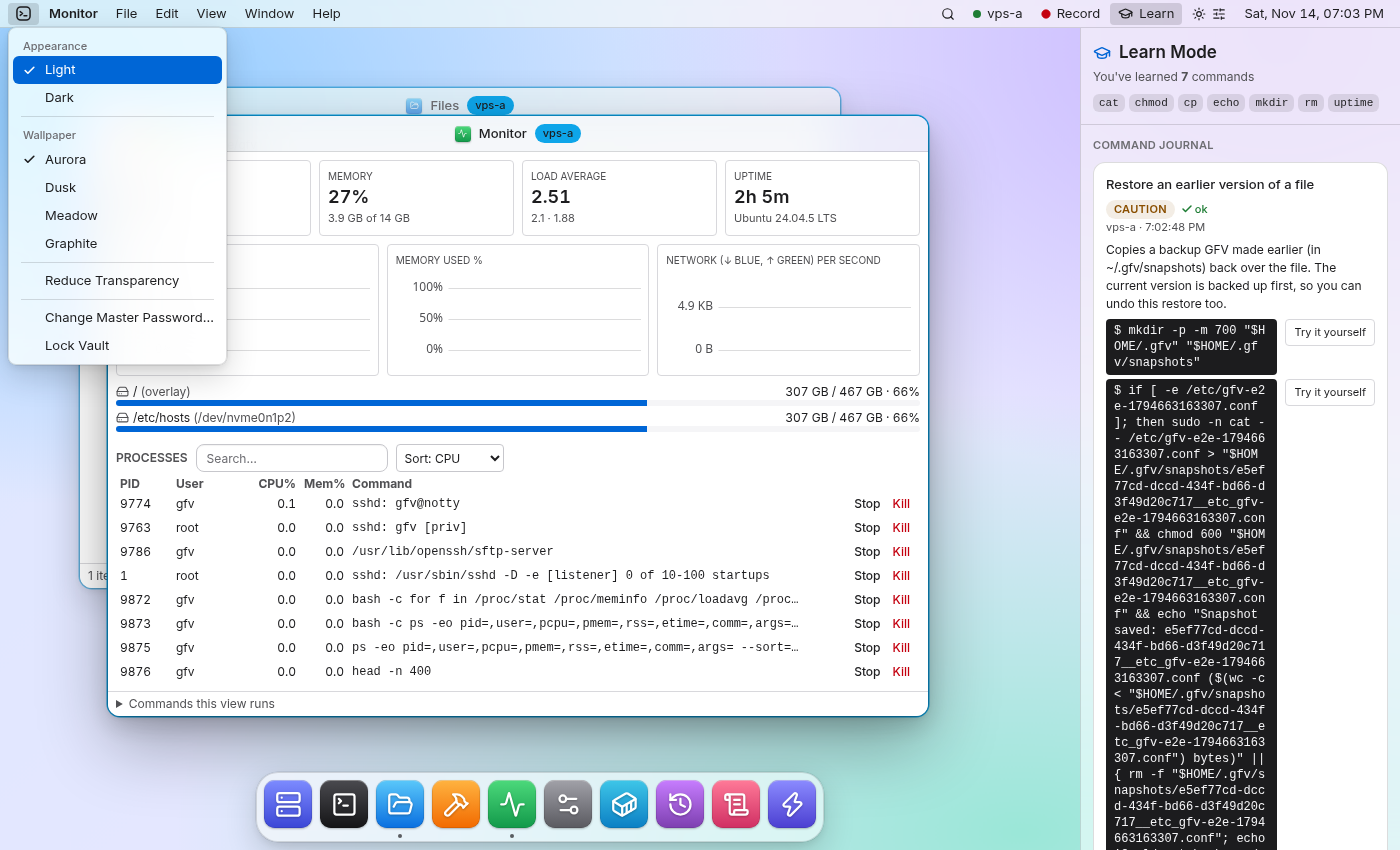 Monitor File Edit View Window Help
vps-a Record Learn Sat, Nov 14, 07:03 PM
Appearance
Light
Dark
Wallpaper
Aurora
Dusk
Meadow
Graphite
Reduce Transparency
Change Master Password...
Lock Vault
Files vps-a
1 ite
Monitor vps-a
MEMORY
27%
3.9 GB of 14 GB
LOAD AVERAGE
2.51
2.1 · 1.88
UPTIME
2h 5m
Ubuntu 24.04.5 LTS
MEMORY USED %
100%
50%
0%
NETWORK (↓ BLUE, ↑ GREEN) PER SECOND
4.9 KB
0 B
/ (overlay) 307 GB / 467 GB · 66%
/etc/hosts (/dev/nvme0n1p2) 307 GB / 467 GB · 66%
PROCESSES Search... Sort: CPU
PID User CPU% Mem% Command
9774 gfv 0.1 0.0 sshd: gfv@notty Stop Kill
9763 root 0.0 0.0 sshd: gfv [priv] Stop Kill
9786 gfv 0.0 0.0 /usr/lib/openssh/sftp-server Stop Kill
1 root 0.0 0.0 sshd: /usr/sbin/sshd -D -e [listener] 0 of 10-100 startups Stop Kill
9872 gfv 0.0 0.0 bash -c for f in /proc/stat /proc/meminfo /proc/loadavg /proc… Stop Kill
9873 gfv 0.0 0.0 bash -c ps -eo pid=,user=,pcpu=,pmem=,rss=,etime=,comm=,args=… Stop Kill
9875 gfv 0.0 0.0 ps -eo pid=,user=,pcpu=,pmem=,rss=,etime=,comm=,args= --sort=… Stop Kill
9876 gfv 0.0 0.0 head -n 400 Stop Kill
Commands this view runs
Learn Mode
You've learned 7 commands
cat chmod cp echo mkdir rm uptime
COMMAND JOURNAL
Restore an earlier version of a file
CAUTION ok
vps-a · 7:02:48 PM
Copies a backup GFV made earlier (in
~/.gfv/snapshots) back over the file. The
current version is backed up first, so you can
undo this restore too.
$ mkdir -p -m 700 "$H
OME/.gfv" "$HOME/.gf
v/snapshots"
Try it yourself
$ if [ -e /etc/gfv-e2
e-1794663163307.conf
]; then sudo -n cat -
- /etc/gfv-e2e-179466
3163307.conf > "$HOM
E/.gfv/snapshots/e5ef
77cd-dccd-434f-bd66-d
3f49d20c717__etc_gfv-
e2e-1794663163307.con
f" && chmod 600 "$HOM
E/.gfv/snapshots/e5ef
77cd-dccd-434f-bd66-d
3f49d20c717__etc_gfv-
e2e-1794663163307.con
f" && echo "Snapshot
saved: e5ef77cd-dccd-
434f-bd66-d3f49d20c71
7__etc_gfv-e2e-179466
3163307.conf ($(wc -c
< "$HOME/.gfv/snapsho
ts/e5ef77cd-dccd-434f
-bd66-d3f49d20c717__e
tc_gfv-e2e-1794663163
307.conf") bytes)" ||
{ rm -f "$HOME/.gfv/s
napshots/e5ef77cd-dcc
d-434f-bd66-d3f49d20c
717__etc_gfv-e2e-1794
663163307.conf"; echo
Try it yourself